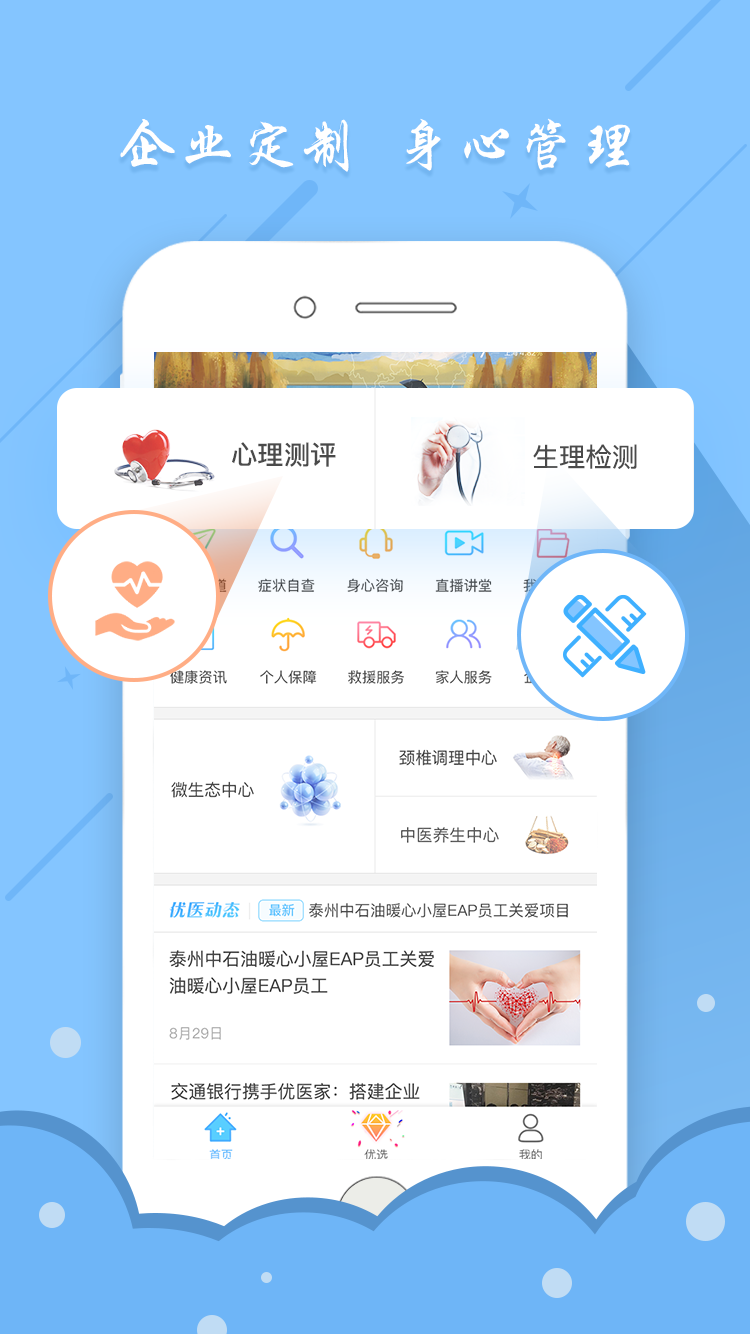 企业定制 身心管理
心理测评
生理检测
道
症状自查
身心咨询
直播讲堂
我
健康资讯
个人保障
救援服务
家人服务
微生态中心
颈椎调理中心
中医养生中心
优医动态
最新
泰州中石油暖心小屋EAP员工关爱项目
泰州中石油暖心小屋EAP员工关爱
油暖心小屋EAP员工
8月29日
交通银行携手优医家：搭建企业
首页
优选
我的